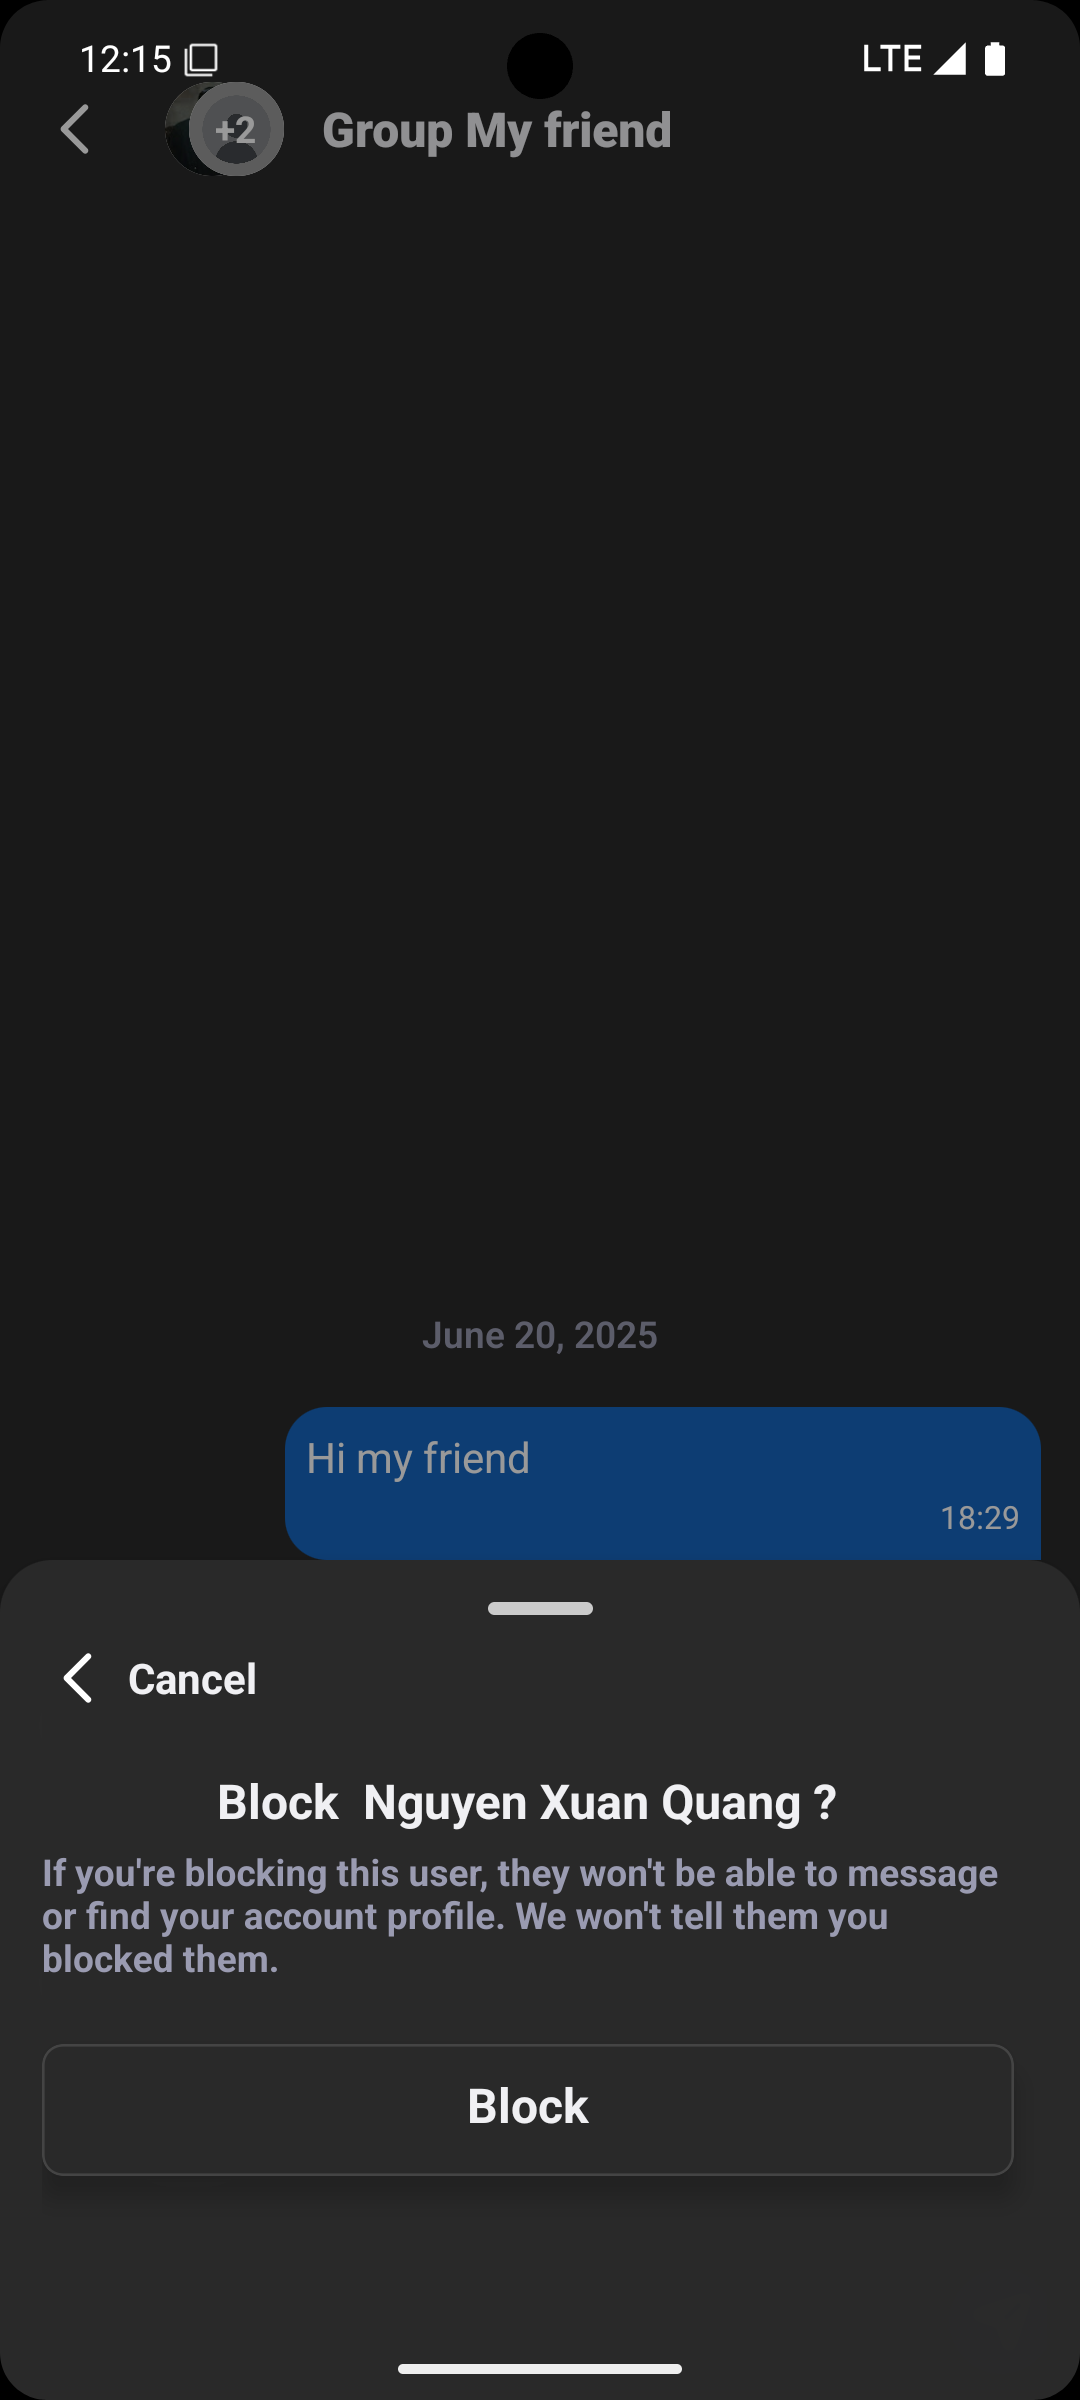 12:15
LTE
+2
Group My friend
June 20, 2025
Hi my friend
18:29
Cancel
Block  Nguyen Xuan Quang ?
If you're blocking this user, they won't be able to message
or find your account profile. We won't tell them you
blocked them.
Block